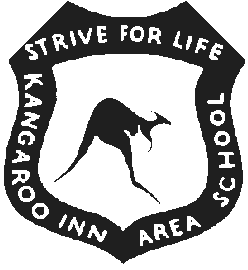 STRIVE FOR LIFE
KANGAROO INN AREA SCHOOL